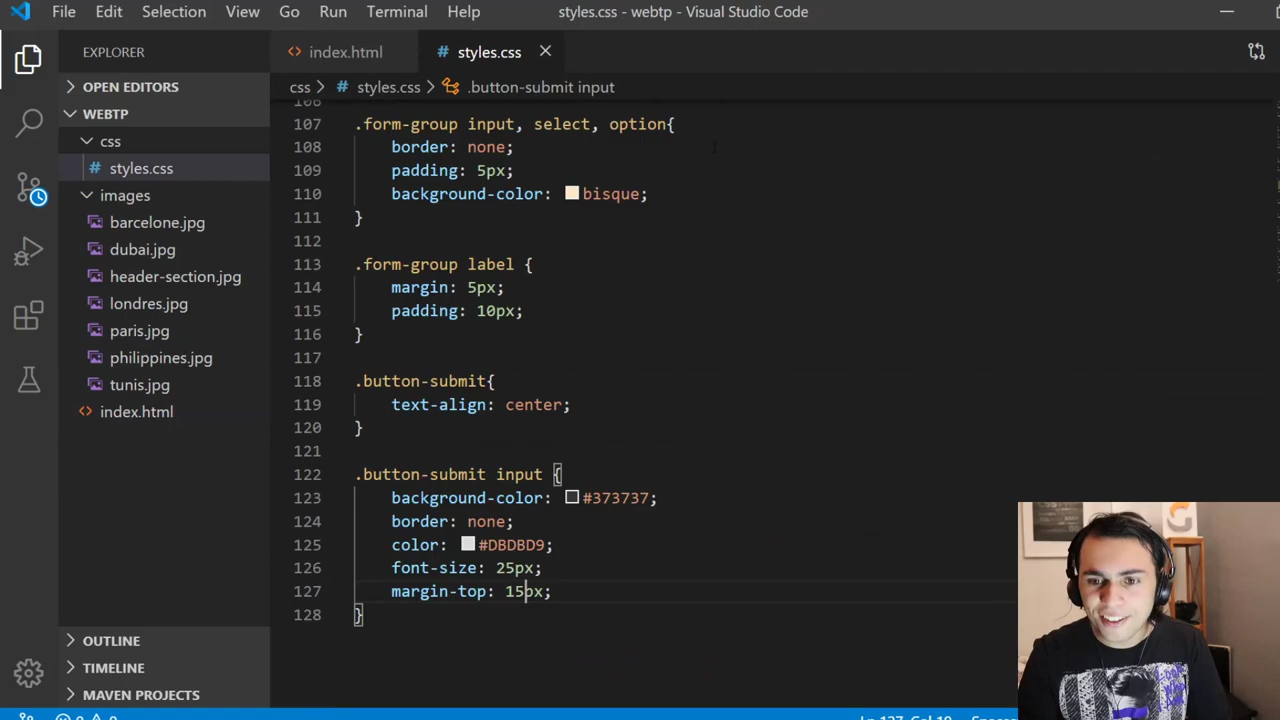 File Edit Selection View Go Run Terminal Help styles.css - webtp - Visual Studio Code
EXPLORER
index.html
# styles.css
OPEN EDITORS
css
# styles.css
.button-submit input
WEBTP
css
# styles.css
images
barcelone.jpg
dubai.jpg
header-section.jpg
londres.jpg
paris.jpg
philippines.jpg
tunis.jpg
<> index.html
OUTLINE
TIMELINE
MAVEN PROJECTS
107 .form-group input, select, option{
108 border: none;
109 padding: 5px;
110 background-color: bisque;
111 }
112
113 .form-group label {
114 margin: 5px;
115 padding: 10px;
116 }
117
118 .button-submit{
119 text-align: center;
120 }
121
122 .button-submit input {
123 background-color: #373737;
124 border: none;
125 color: #DBDBD9;
126 font-size: 25px;
127 margin-top: 15px;
128 }